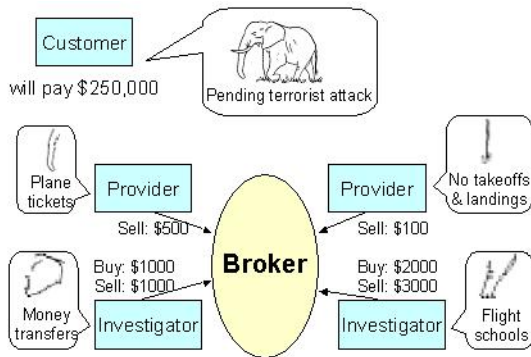 Customer
will pay $250,000
Pending terrorist attack
Plane
tickets
Provider
Sell: $500
Provider
No takeoffs
& landings
Sell: $100
Broker
Buy: $1000
Sell: $1000
Money
transfers
Investigator
Buy: $2000
Sell: $3000
Investigator
Flight
schools